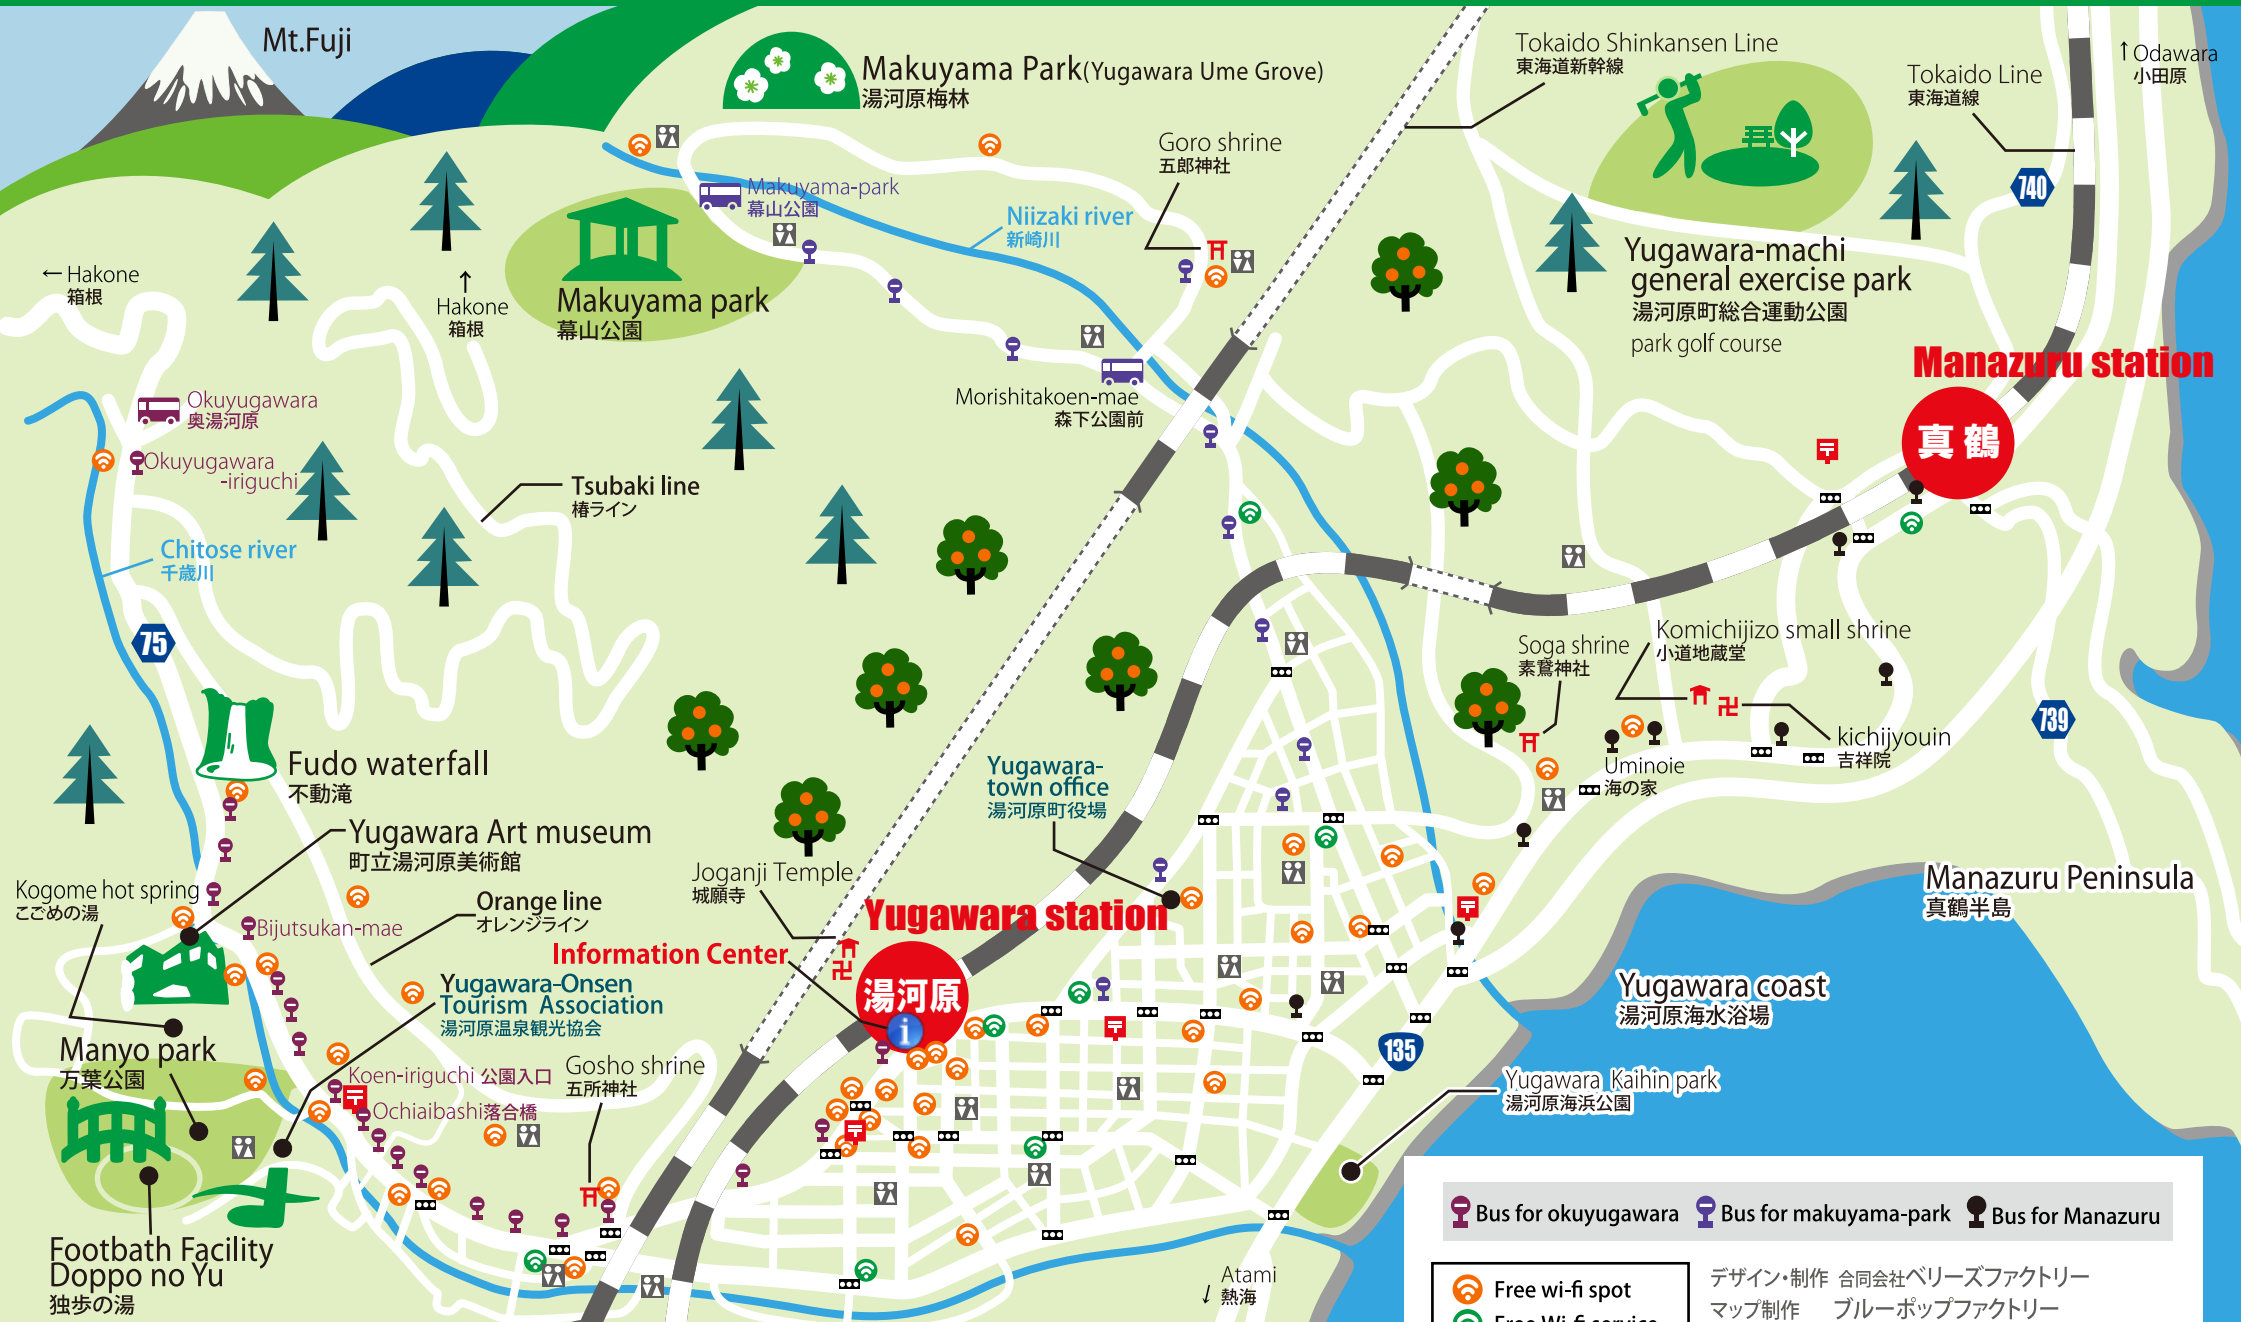 Mt.Fuji
Makuyama Park(Yugawara Ume Grove)
湯河原梅林
Tokaido Shinkansen Line
東海道新幹線
Tokaido Line
東海道線
↑Odawara
小田原
Goro shrine
五郎神社
740
Makuyama-park
幕山公園
Niizaki river
新崎川
←Hakone
箱根
↑
Hakone
箱根
Makuyama park
幕山公園
Yugawara-machi
general exercise park
湯河原町総合運動公園
park golf course
Manazuru station
真鶴
Morishitakoen-mae
森下公園前
Okuyugawara
奥湯河原
Okuyugawara
-iriguchi
Tsubaki line
椿ライン
Chitose river
千歳川
75
Soga shrine
素鵞神社
Komichijizo small shrine
小道地蔵堂
kichijyouin
吉祥院
739
Uminoie
海の家
Fudo waterfall
不動滝
Yugawara-
town office
湯河原町役場
Yugawara Art museum
町立湯河原美術館
Kogome hot spring
こごめの湯
Joganji Temple
城願寺
Orange line
オレンジライン
Bijutsukan-mae
Yugawara station
湯河原
i
Information Center
Manazuru Peninsula
真鶴半島
Yugawara-Onsen
Tourism Association
湯河原温泉観光協会
Yugawara coast
湯河原海水浴場
Manyo park
万葉公園
135
Koen-iriguchi 公園入口
Ochiaibashi落合橋
Gosho shrine
五所神社
Yugawara Kaihin park
湯河原海浜公園
Footbath Facility
Doppo no Yu
独歩の湯
Atami
↓熱海
Bus for okuyugawara
Bus for makuyama-park
Bus for Manazuru
Free wi-fi spot
Free Wi-fi service
デザイン・制作 合同会社ベリーズファクトリー
マップ制作 ブルーポップファクトリー